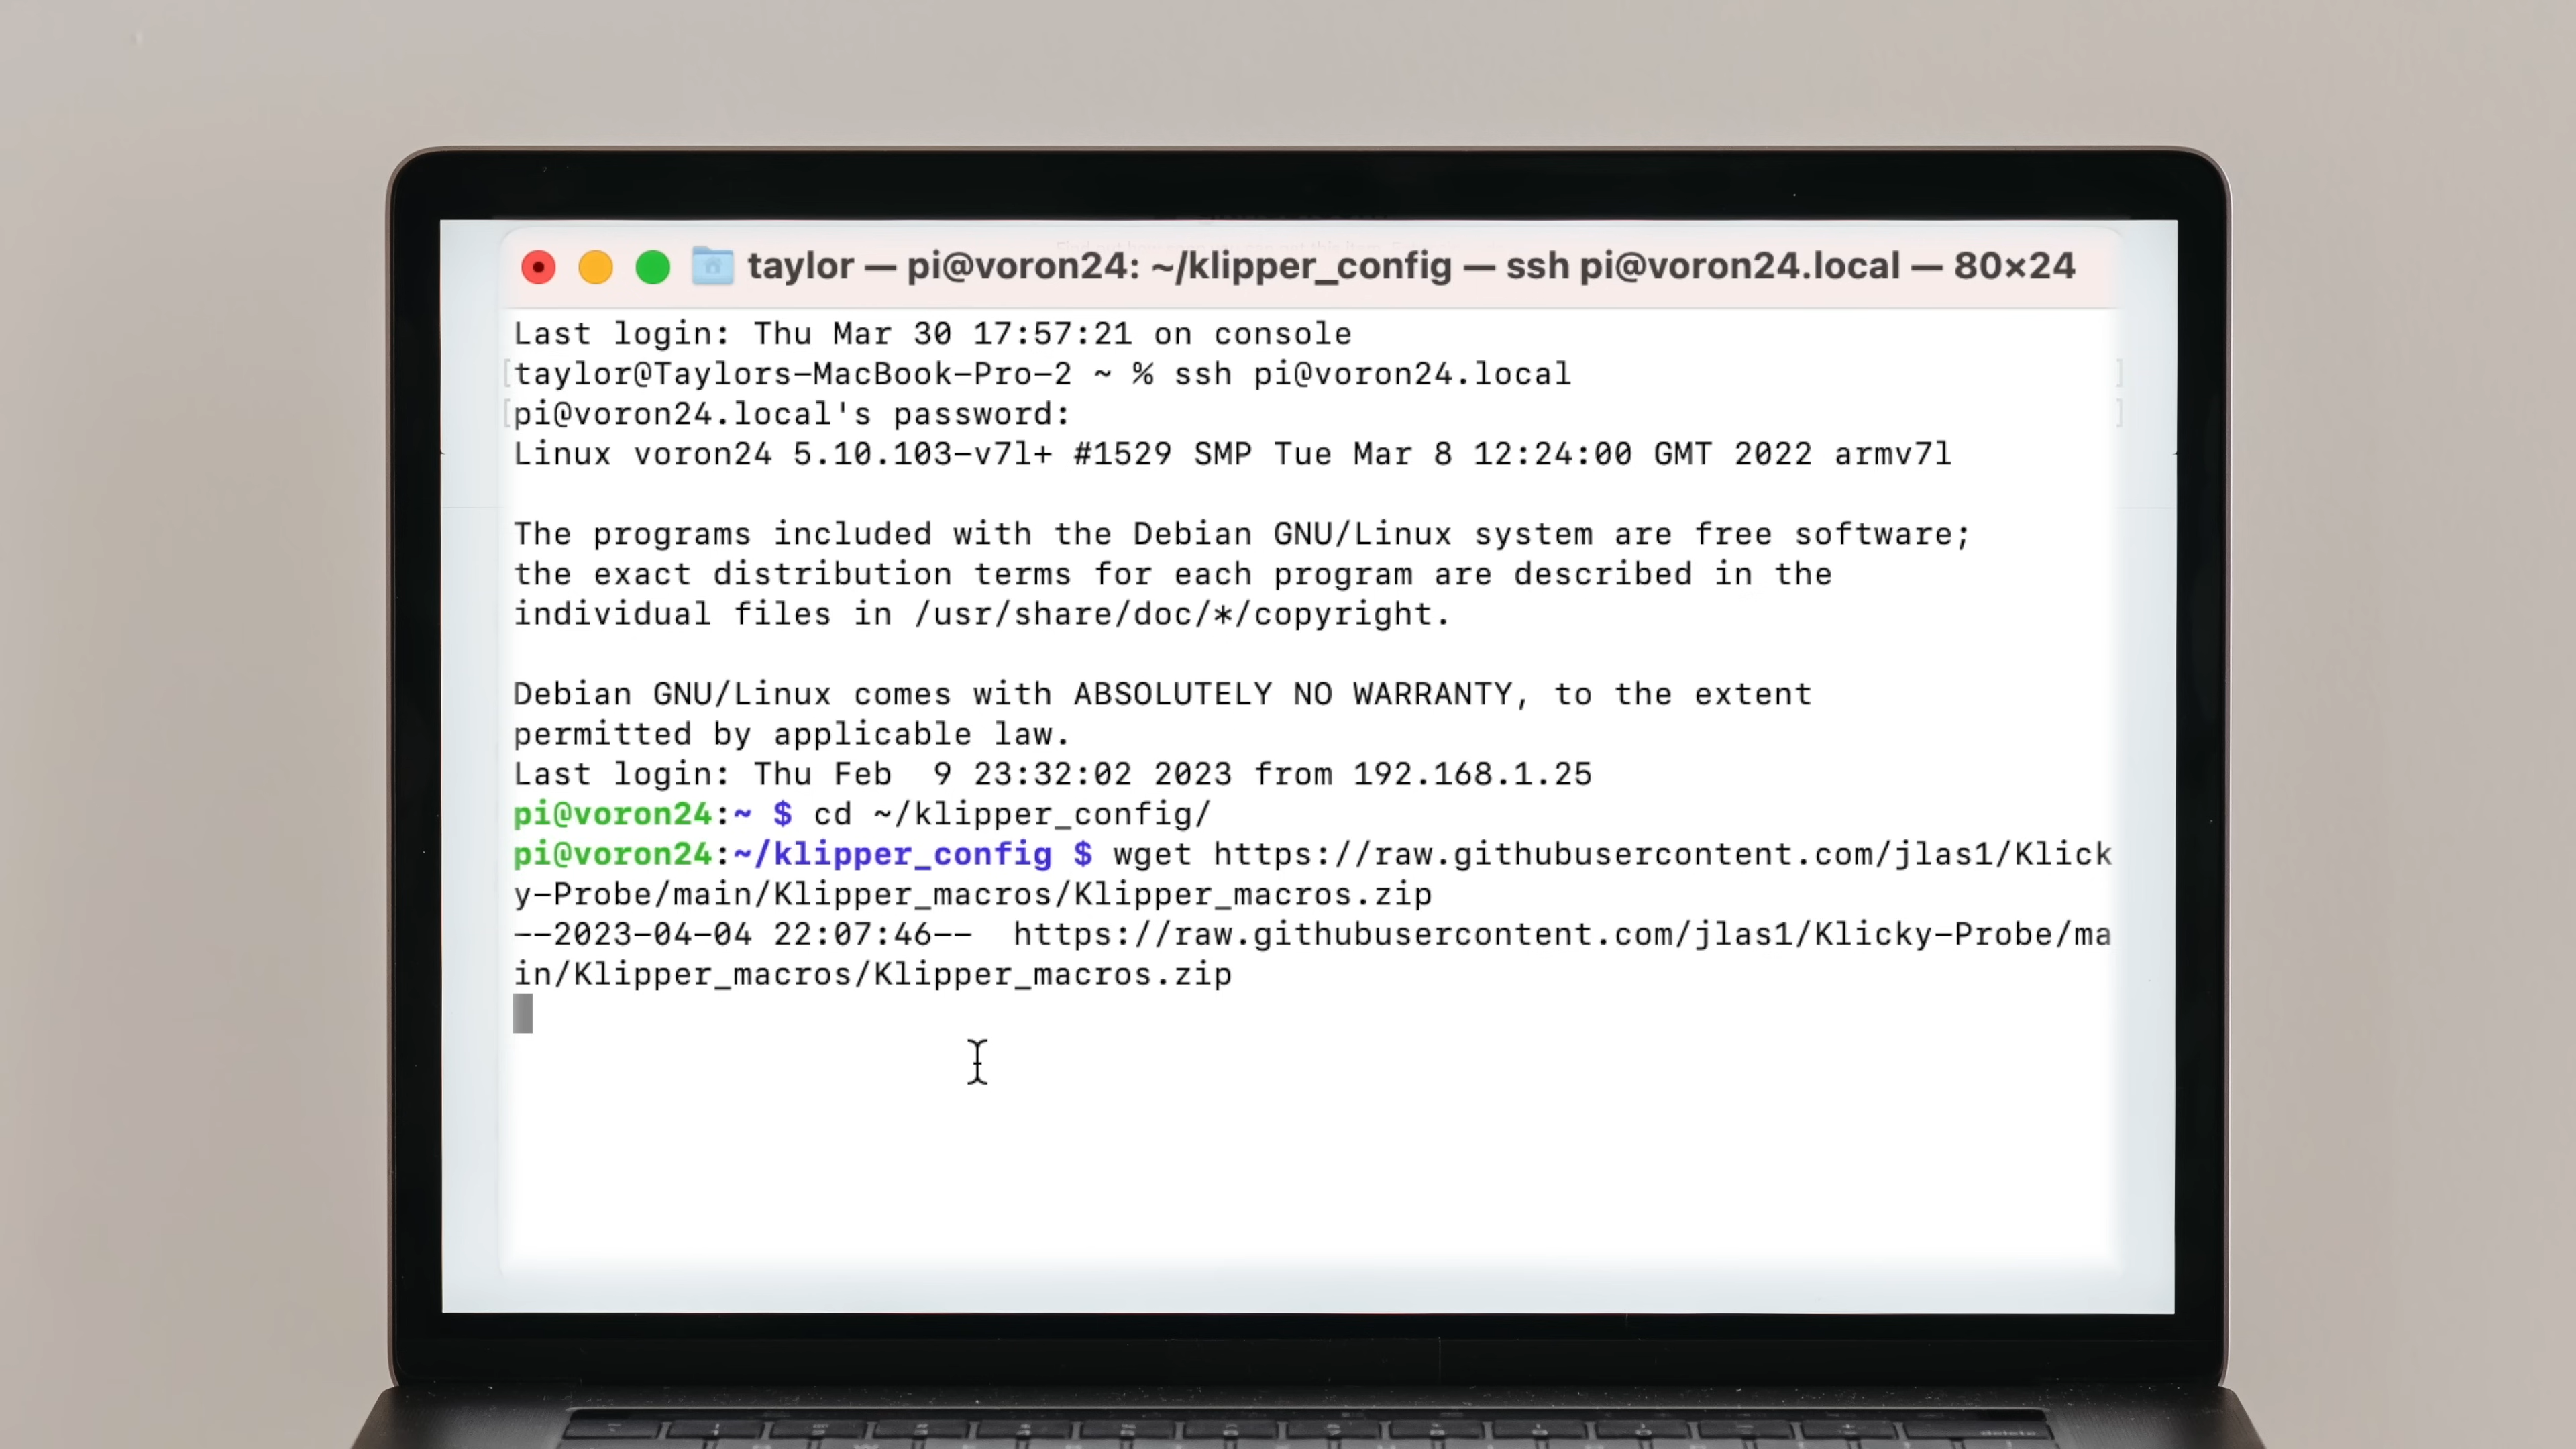 taylor — pi@voron24: ~/klipper_config — ssh pi@voron24.local — 80×24
Last login: Thu Mar 30 17:57:21 on console
[taylor@Taylors-MacBook-Pro-2 ~ % ssh pi@voron24.local ]
[pi@voron24.local's password: ]
Linux voron24 5.10.103-v7l+ #1529 SMP Tue Mar 8 12:24:00 GMT 2022 armv7l
The programs included with the Debian GNU/Linux system are free software;
the exact distribution terms for each program are described in the
individual files in /usr/share/doc/*/copyright.
Debian GNU/Linux comes with ABSOLUTELY NO WARRANTY, to the extent
permitted by applicable law.
Last login: Thu Feb  9 23:32:02 2023 from 192.168.1.25
pi@voron24:~ $ cd ~/klipper_config/
pi@voron24:~/klipper_config $ wget https://raw.githubusercontent.com/jlas1/Klick
y-Probe/main/Klipper_macros/Klipper_macros.zip
--2023-04-04 22:07:46--  https://raw.githubusercontent.com/jlas1/Klicky-Probe/ma
in/Klipper_macros/Klipper_macros.zip
delete